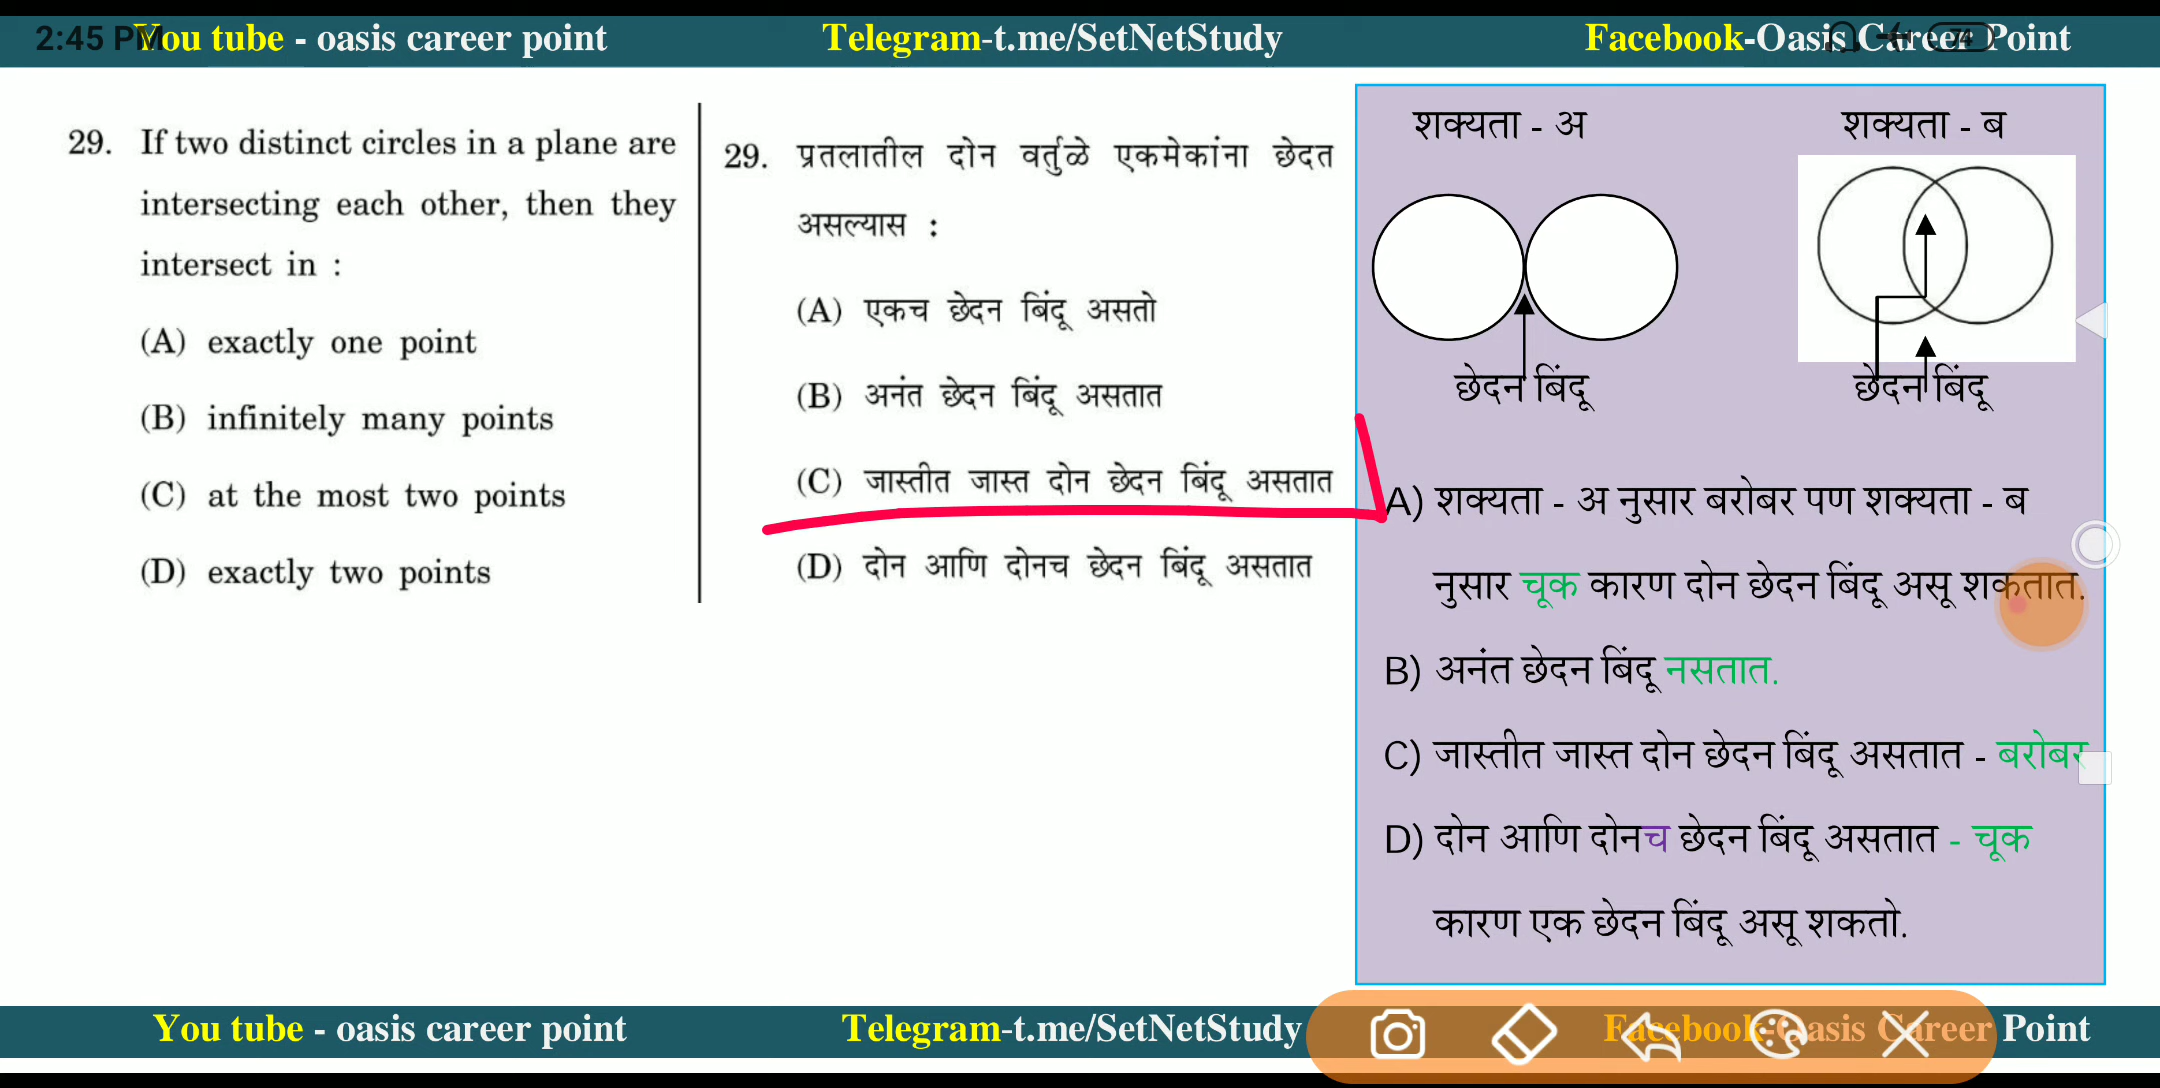 2:45 PM
You tube - oasis career point Telegram-t.me/SetNetStudy Facebook-Oasis Career Point
74
29. If two distinct circles in a plane are
intersecting each other, then they
intersect in :
(A) exactly one point
(B) infinitely many points
(C) at the most two points
(D) exactly two points
29. प्रतलातील दोन वर्तुळे एकमेकांना छेदत
असल्यास :
(A) एकच छेदन बिंदू असतो
(B) अनंत छेदन बिंदू असतात
(C) जास्तीत जास्त दोन छेदन बिंदू असतात
(D) दोन आणि दोनच छेदन बिंदू असतात
शक्यता - अ शक्यता - ब
छेदन बिंदू छेदन बिंदू
A) शक्यता - अ नुसार बरोबर पण शक्यता - ब
नुसार चूक कारण दोन छेदन बिंदू असू शकतात.
B) अनंत छेदन बिंदू नसतात.
C) जास्तीत जास्त दोन छेदन बिंदू असतात - बरोबर
D) दोन आणि दोनच छेदन बिंदू असतात - चूक
कारण एक छेदन बिंदू असू शकतो.
You tube - oasis career point Telegram-t.me/SetNetStudy Facebook-Oasis Career Point